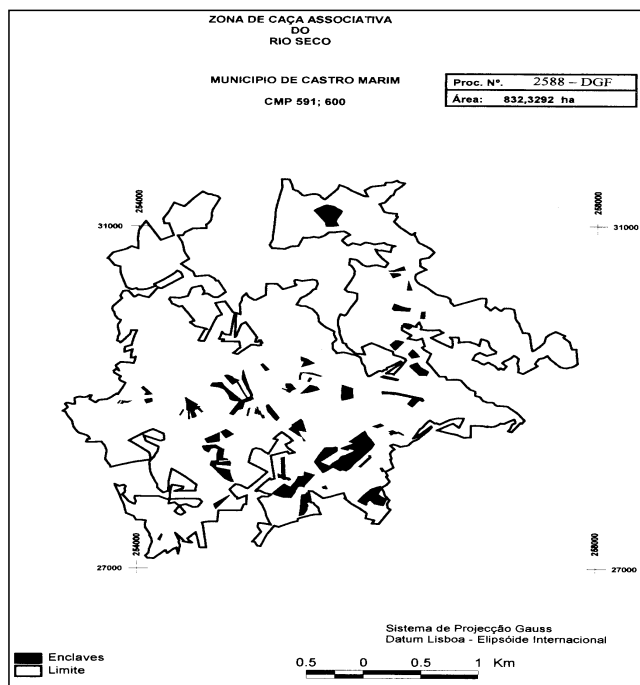 ZONA DE CAÇA ASSOCIATIVA
DO
RIO SECO
MUNICIPIO DE CASTRO MARIM
CMP 591; 600
Proc. Nº. 2588 – DGF
Área: 832,3292 ha
254000
258000
31000
31000
254000
258000
27000
27000
Sistema de Projecção Gauss
Datum Lisboa - Elipsóide Internacional
Enclaves
Limite
0.5 0 0.5 1 Km